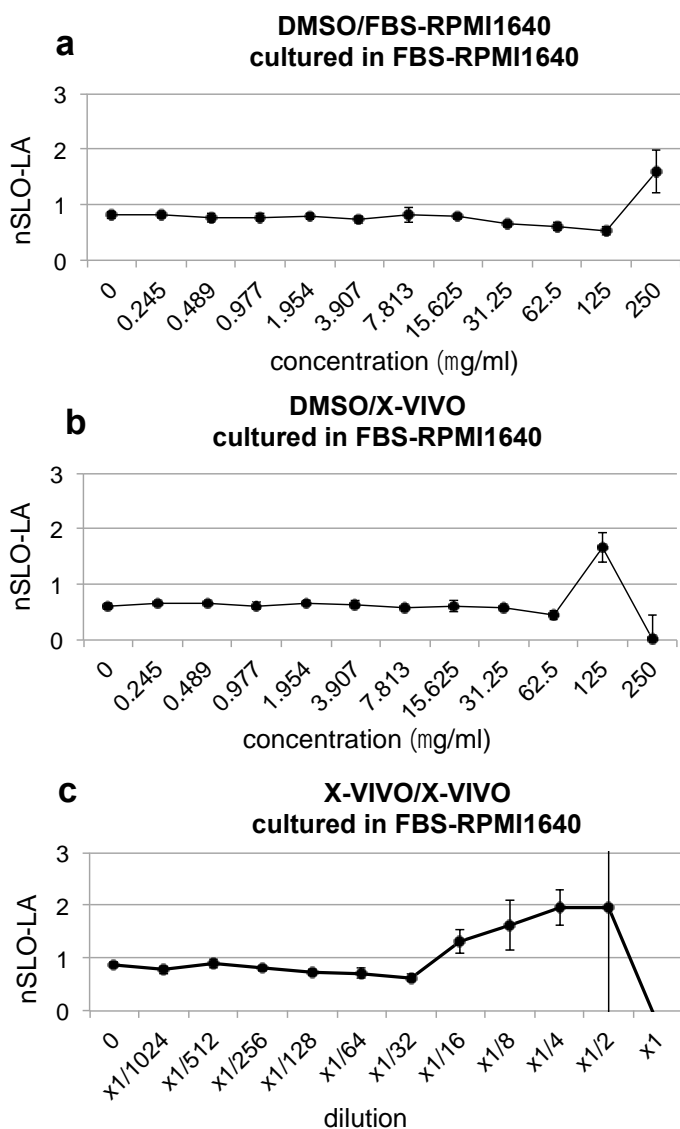 a
DMSO/FBS-RPMI1640
cultured in FBS-RPMI1640
3
2
1
0
nSLO-LA
0 0.245 0.489 0.977 1.954 3.907 7.813 15.625 31.25 62.5 125 250
concentration (mg/ml)
b
DMSO/X-VIVO
cultured in FBS-RPMI1640
3
2
1
0
nSLO-LA
0 0.245 0.489 0.977 1.954 3.907 7.813 15.625 31.25 62.5 125 250
concentration (mg/ml)
c
X-VIVO/X-VIVO
cultured in FBS-RPMI1640
3
2
1
0
nSLO-LA
0 x1/1024 x1/512 x1/256 x1/128 x1/64 x1/32 x1/16 x1/8 x1/4 x1/2 x1
dilution